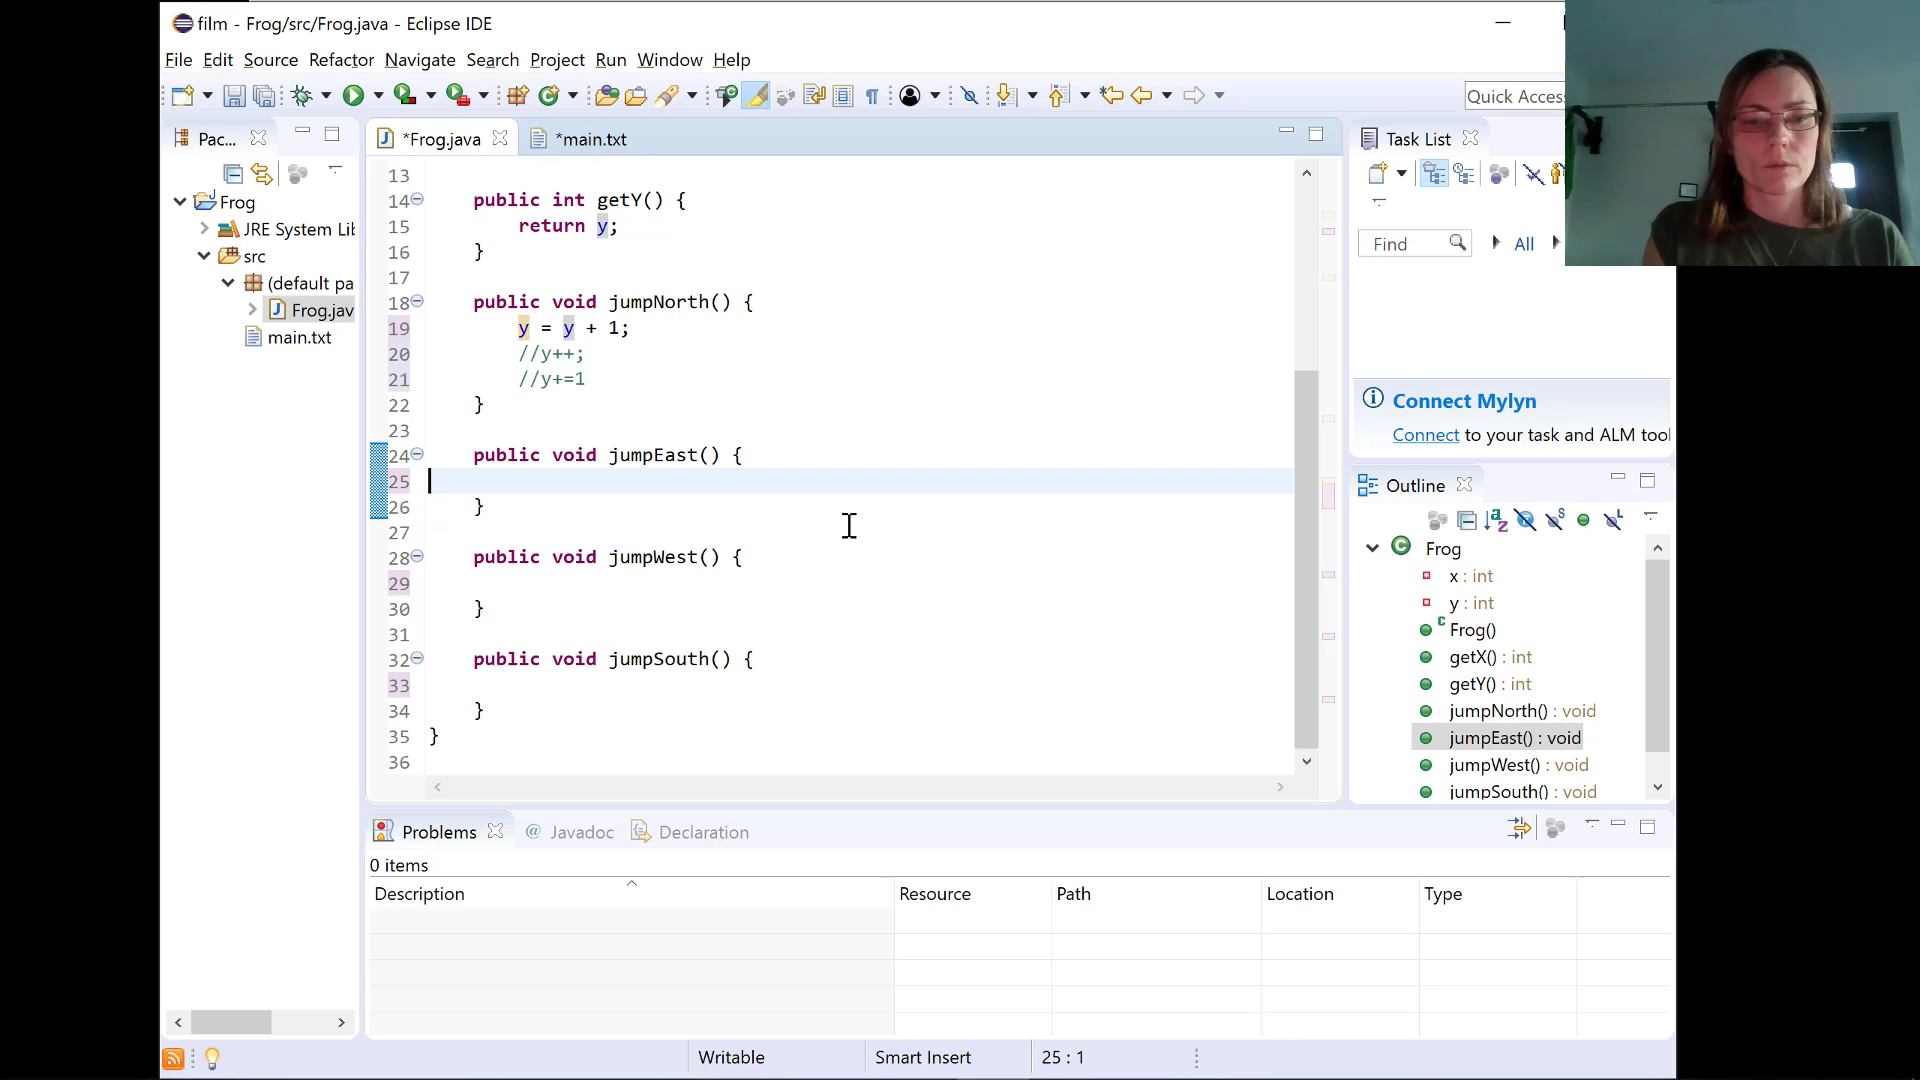 film - Frog/src/Frog.java - Eclipse IDE
File Edit Source Refactor Navigate Search Project Run Window Help
Quick Acces
Pac...
*Frog.java
*main.txt
Task List
Frog
JRE System Lib
src
(default pa
Frog.jav
main.txt
13
14 public int getY() {
15 return y;
16 }
17
18 public void jumpNorth() {
19 y = y + 1;
20 //y++;
21 //y+=1
22 }
23
24 public void jumpEast() {
25
26 }
27
28 public void jumpWest() {
29
30 }
31
32 public void jumpSouth() {
33
34 }
35 }
36
Find
All
Connect Mylyn
Connect to your task and ALM tool
Outline
Frog
x : int
y : int
Frog()
getX() : int
getY() : int
jumpNorth() : void
jumpEast() : void
jumpWest() : void
jumpSouth() : void
Problems @ Javadoc Declaration
0 items
Description Resource Path Location Type
Writable Smart Insert 25 : 1